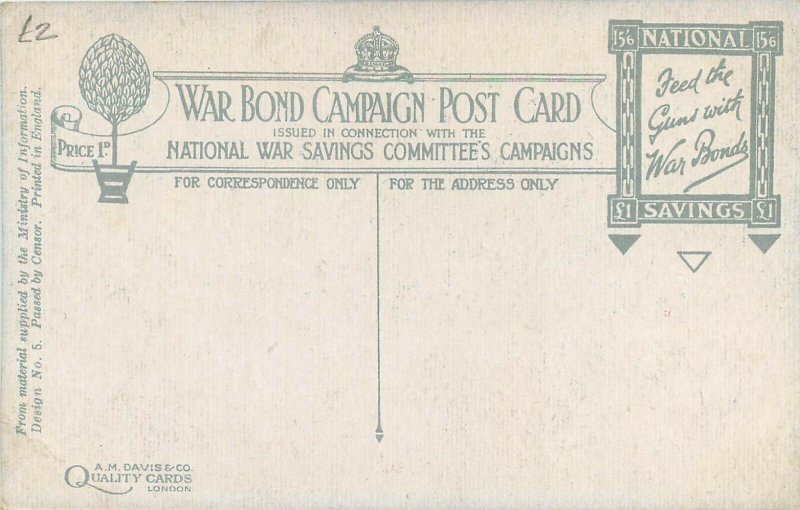 £2
WAR BOND CAMPAIGN POST CARD
ISSUED IN CONNECTION WITH THE
NATIONAL WAR SAVINGS COMMITTEE'S CAMPAIGNS
PRICE 1D
FOR CORRESPONDENCE ONLY
FOR THE ADDRESS ONLY
15/6 NATIONAL 15/6
Feed the
Guns with
War Bonds
£1 SAVINGS £1
From material supplied by the Ministry of Information.
Design No. 5. Passed by Censor. Printed in England.
A.M. DAVIS & CO.
QUALITY CARDS
LONDON